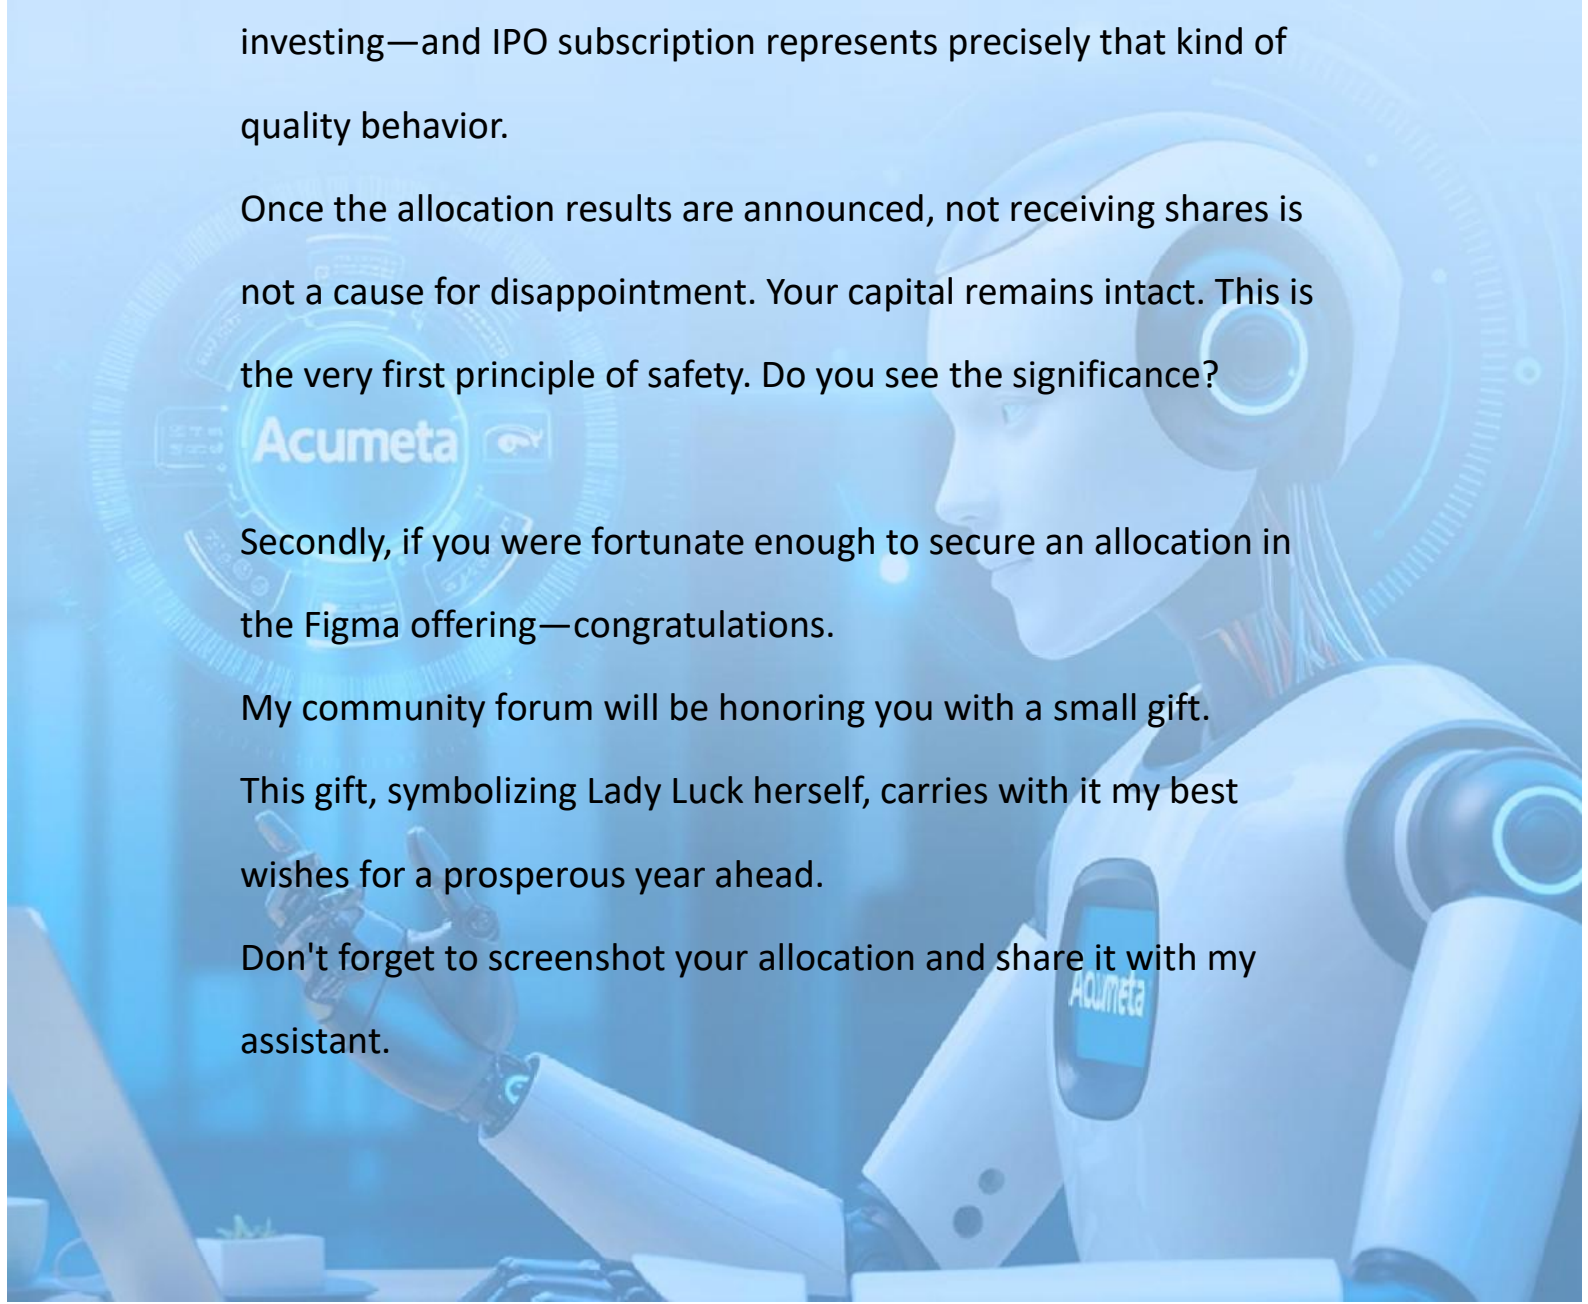 investing—and IPO subscription represents precisely that kind of
quality behavior.
Once the allocation results are announced, not receiving shares is
not a cause for disappointment. Your capital remains intact. This is
the very first principle of safety. Do you see the significance?
Acumeta
Secondly, if you were fortunate enough to secure an allocation in
the Figma offering—congratulations.
My community forum will be honoring you with a small gift.
This gift, symbolizing Lady Luck herself, carries with it my best
wishes for a prosperous year ahead.
Don't forget to screenshot your allocation and share it with my
Acumeta
assistant.